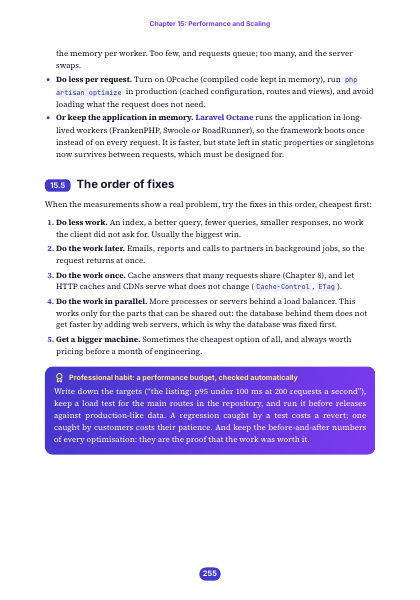 Chapter 15: Performance and Scaling
the memory per worker. Too few, and requests queue; too many, and the server
swaps.
• Do less per request. Turn on OPcache (compiled code kept in memory), run php
artisan optimize in production (cached configuration, routes and views), and avoid
loading what the request does not need.
• Or keep the application in memory. Laravel Octane runs the application in long-
lived workers (FrankenPHP, Swoole or RoadRunner), so the framework boots once
instead of on every request. It is faster, but state left in static properties or singletons
now survives between requests, which must be designed for.
15.5 The order of fixes
When the measurements show a real problem, try the fixes in this order, cheapest first:
1. Do less work. An index, a better query, fewer queries, smaller responses, no work
the client did not ask for. Usually the biggest win.
2. Do the work later. Emails, reports and calls to partners in background jobs, so the
request returns at once.
3. Do the work once. Cache answers that many requests share (Chapter 8), and let
HTTP caches and CDNs serve what does not change (Cache-Control, ETag).
4. Do the work in parallel. More processes or servers behind a load balancer. This
works only for the parts that can be shared out: the database behind them does not
get faster by adding web servers, which is why the database was fixed first.
5. Get a bigger machine. Sometimes the cheapest option of all, and always worth
pricing before a month of engineering.
Professional habit: a performance budget, checked automatically
Write down the targets (“the listing: p95 under 100 ms at 200 requests a second”),
keep a load test for the main routes in the repository, and run it before releases
against production-like data. A regression caught by a test costs a revert; one
caught by customers costs their patience. And keep the before-and-after numbers
of every optimisation: they are the proof that the work was worth it.
255